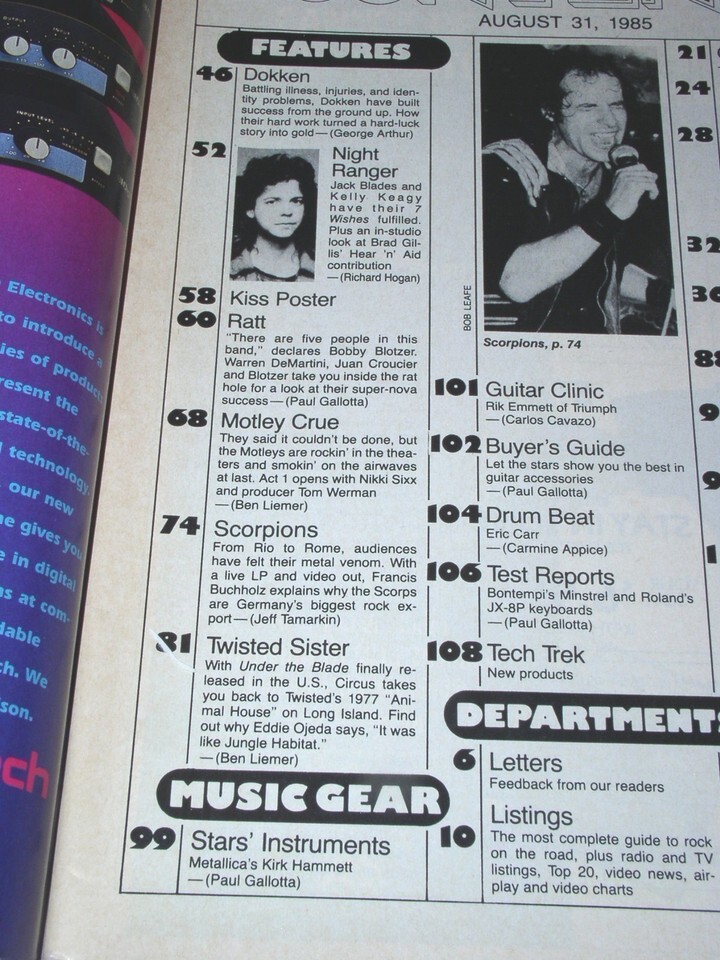 OUTPUT
INPUT LEVEL
Electronics is
to introduce a
ies of product
resent the
state-of-the-
technology
our new
ne gives you
e in digital
ns at com-
dable
ch. We
son.
ech
AUGUST 31, 1985
FEATURES
46 Dokken
Battling illness, injuries, and iden-
tity problems, Dokken have built
success from the ground up. How
their hard work turned a hard-luck
story into gold—(George Arthur)
52 Night
Ranger
Jack Blades and
Kelly Keagy
have their 7
Wishes fulfilled.
Plus an in-studio
look at Brad Gil-
lis' Hear 'n' Aid
contribution
—(Richard Hogan)
58 Kiss Poster
60 Ratt
"There are five people in this
band," declares Bobby Blotzer.
Warren DeMartini, Juan Croucier
and Blotzer take you inside the rat
hole for a look at their super-nova
success—(Paul Gallotta)
68 Motley Crue
They said it couldn't be done, but
the Motleys are rockin' in the thea-
ters and smokin' on the airwaves
at last. Act 1 opens with Nikki Sixx
and producer Tom Werman
—(Ben Liemer)
74 Scorpions
From Rio to Rome, audiences
have felt their metal venom. With
a live LP and video out, Francis
Buchholz explains why the Scorps
are Germany's biggest rock ex-
port—(Jeff Tamarkin)
81 Twisted Sister
With Under the Blade finally re-
leased in the U.S., Circus takes
you back to Twisted's 1977 "Ani-
mal House" on Long Island. Find
out why Eddie Ojeda says, "It was
like Jungle Habitat."
—(Ben Liemer)
MUSIC GEAR
99 Stars' Instruments
Metallica's Kirk Hammett
—(Paul Gallotta)
BOB LEAFE
Scorpions, p. 74
101 Guitar Clinic
Rik Emmett of Triumph
—(Carlos Cavazo)
102 Buyer's Guide
Let the stars show you the best in
guitar accessories
—(Paul Gallotta)
104 Drum Beat
Eric Carr
—(Carmine Appice)
106 Test Reports
Bontempi's Minstrel and Roland's
JX-8P keyboards
—(Paul Gallotta)
108 Tech Trek
New products
DEPARTMENT
6 Letters
Feedback from our readers
10 Listings
The most complete guide to rock
on the road, plus radio and TV
listings, Top 20, video news, air-
play and video charts
21
24
28
32